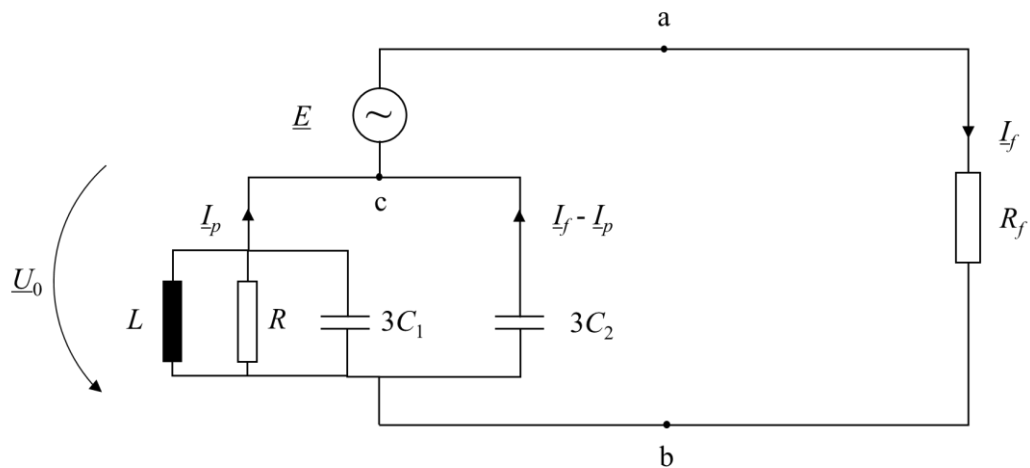 a
E
I_f
c
I_p
I_f - I_p
R_f
U_0
L
R
3C_1
3C_2
b